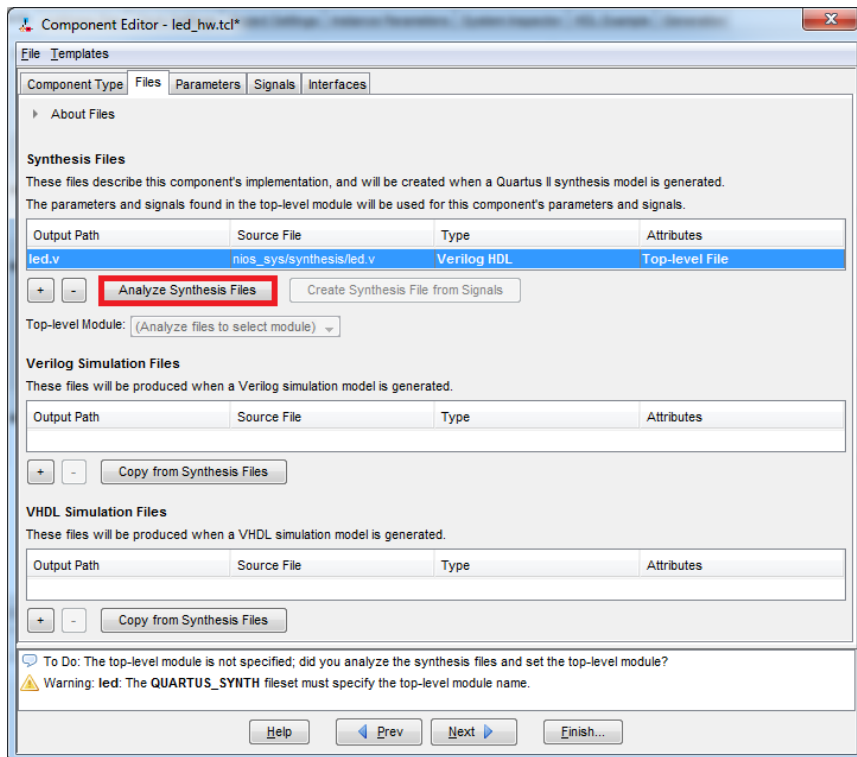 Component Editor - led_hw.tcl*
File Templates
Component Type Files Parameters Signals Interfaces
About Files
Synthesis Files
These files describe this component's implementation, and will be created when a Quartus II synthesis model is generated.
The parameters and signals found in the top-level module will be used for this component's parameters and signals.
Output Path Source File Type Attributes
led.v nios_sys/synthesis/led.v Verilog HDL Top-level File
+ - Analyze Synthesis Files Create Synthesis File from Signals
Top-level Module: (Analyze files to select module)
Verilog Simulation Files
These files will be produced when a Verilog simulation model is generated.
Output Path Source File Type Attributes
+ - Copy from Synthesis Files
VHDL Simulation Files
These files will be produced when a VHDL simulation model is generated.
Output Path Source File Type Attributes
+ - Copy from Synthesis Files
To Do: The top-level module is not specified; did you analyze the synthesis files and set the top-level module?
Warning: led: The QUARTUS_SYNTH fileset must specify the top-level module name.
Help Prev Next Finish...